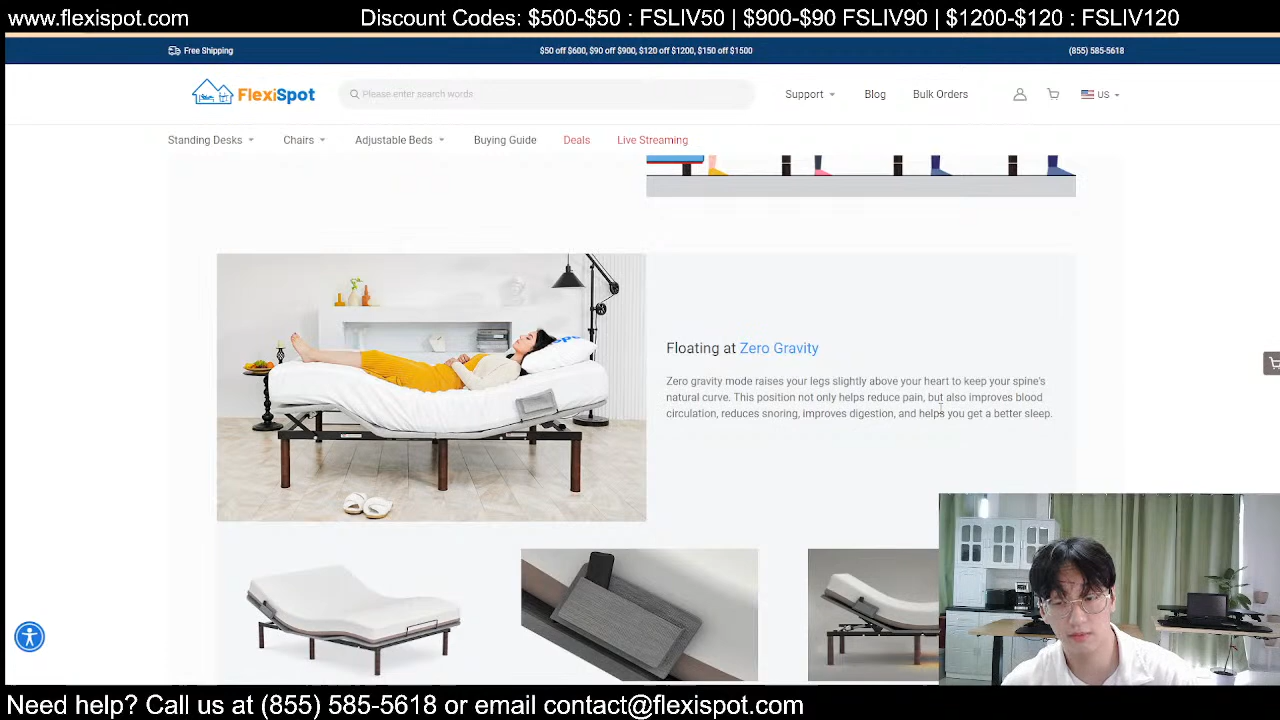 www.flexispot.com
Discount Codes: $500-$50 : FSLIV50 | $900-$90 FSLIV90 | $1200-$120 : FSLIV120
Free Shipping
$50 off $600, $90 off $900, $120 off $1200, $150 off $1500
(855) 585-5618
FlexiSpot
Please enter search words
Support
Blog
Bulk Orders
US
Standing Desks
Chairs
Adjustable Beds
Buying Guide
Deals
Live Streaming
Floating at Zero Gravity
Zero gravity mode raises your legs slightly above your heart to keep your spine's
natural curve. This position not only helps reduce pain, but also improves blood
circulation, reduces snoring, improves digestion, and helps you get a better sleep.
Need help? Call us at (855) 585-5618 or email contact@flexispot.com